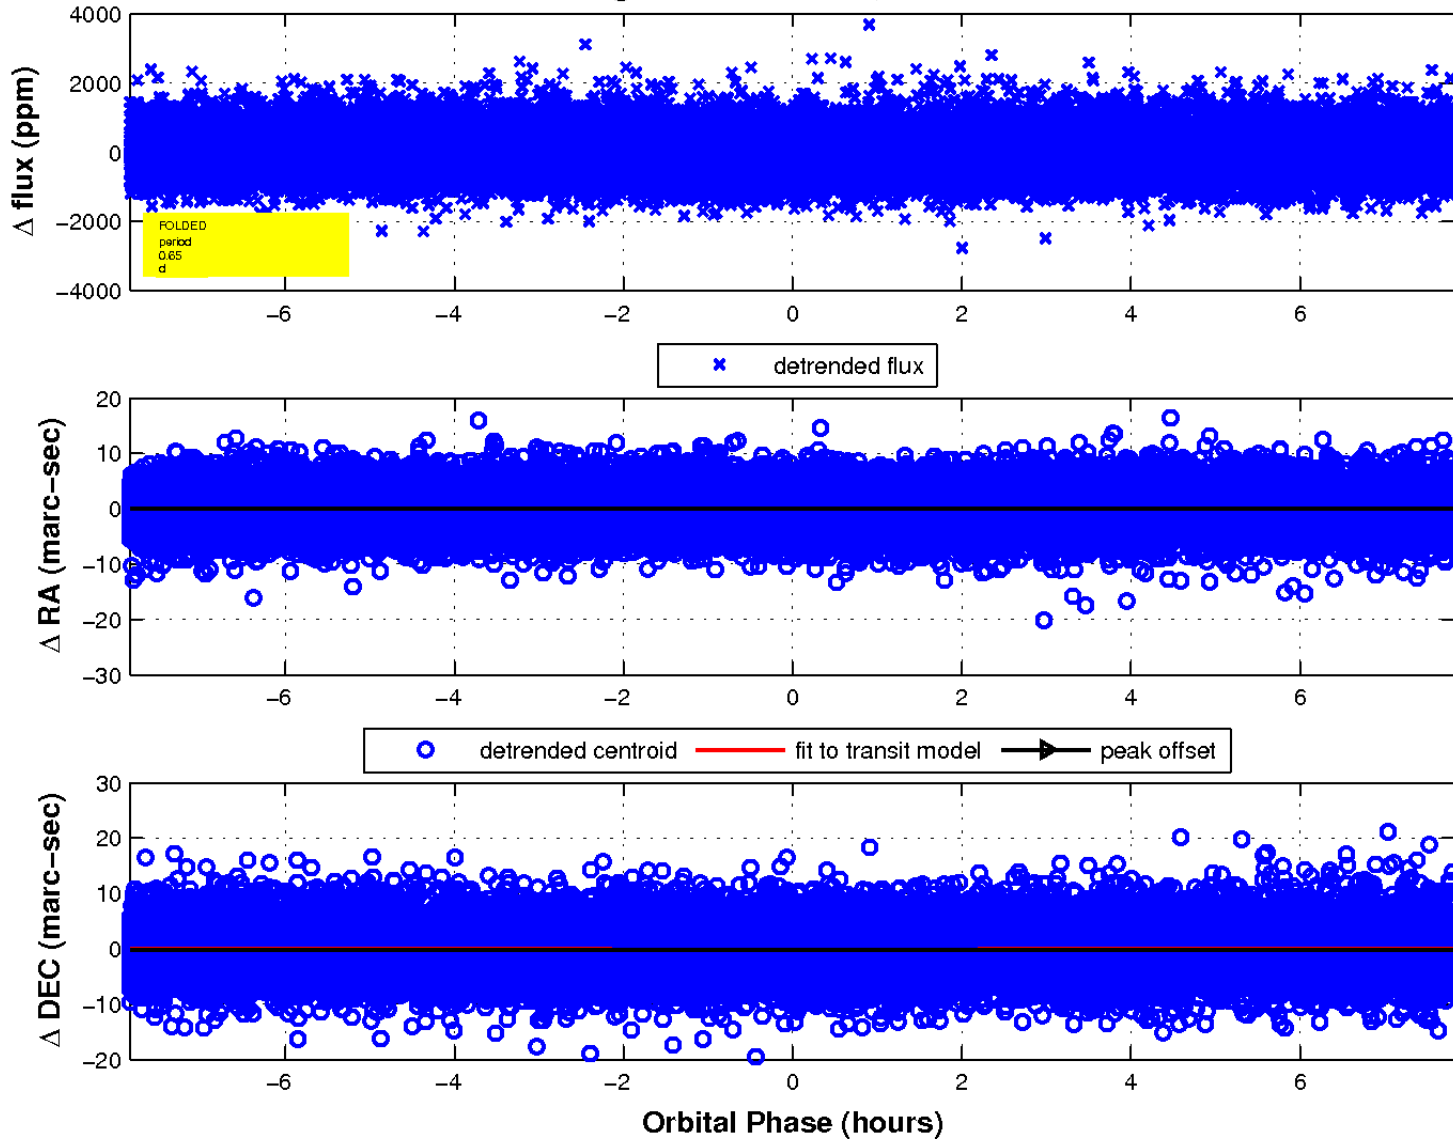 4000
2000
0
−2000
−4000
Δ flux (ppm)
FOLDED
period
0.65
d
−6 −4 −2 0 2 4 6
detrended flux
20
10
0
−10
−20
−30
Δ RA (marc−sec)
−6 −4 −2 0 2 4 6
detrended centroid fit to transit model peak offset
30
20
10
0
−10
−20
Δ DEC (marc−sec)
−6 −4 −2 0 2 4 6
Orbital Phase (hours)